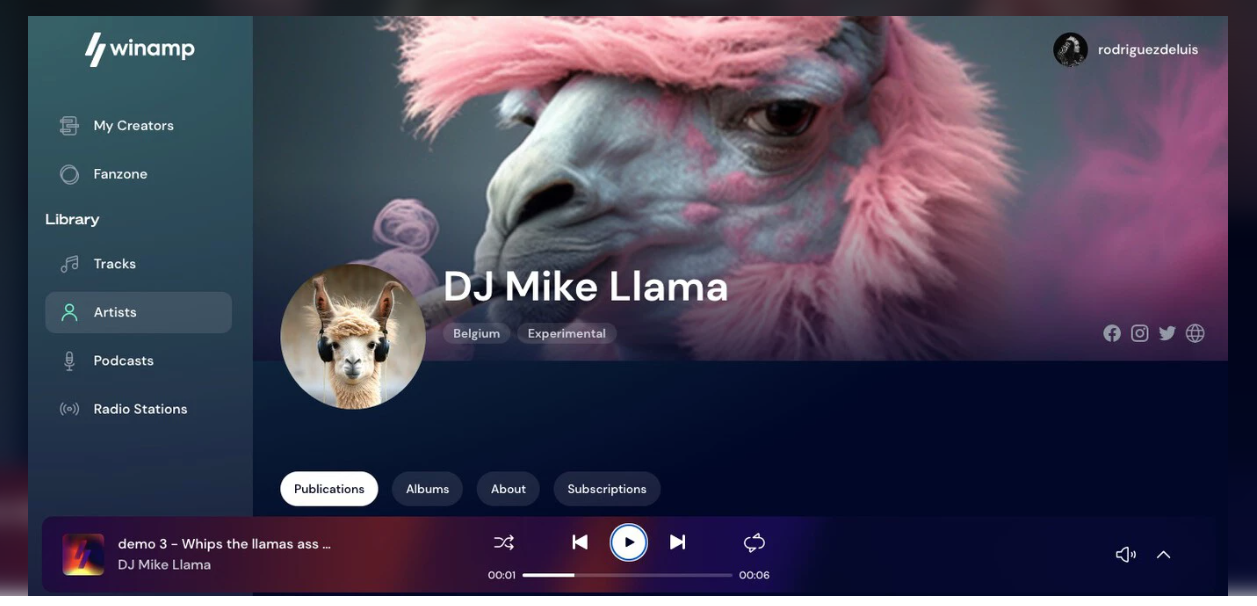 winamp
rodriguezdeluis
My Creators
Fanzone
Library
Tracks
Artists
Podcasts
Radio Stations
DJ Mike Llama
Belgium
Experimental
Publications
Albums
About
Subscriptions
demo 3 - Whips the llamas ass ...
DJ Mike Llama
00:01
00:06